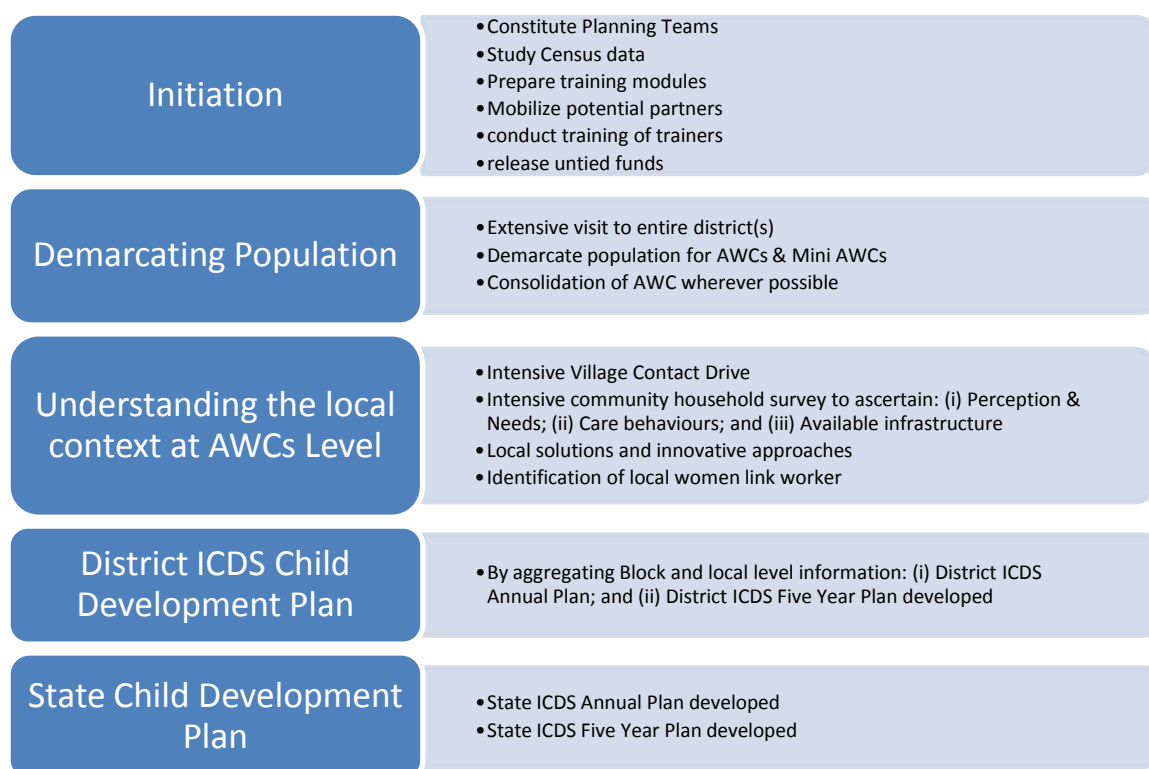 Initiation
•Constitute Planning Teams
•Study Census data
•Prepare training modules
•Mobilize potential partners
•conduct training of trainers
•release untied funds
Demarcating Population
•Extensive visit to entire district(s)
•Demarcate population for AWCs & Mini AWCs
•Consolidation of AWC wherever possible
Understanding the local
context at AWCs Level
•Intensive Village Contact Drive
•Intensive community household survey to ascertain: (i) Perception &
Needs; (ii) Care behaviours; and (iii) Available infrastructure
•Local solutions and innovative approaches
•Identification of local women link worker
District ICDS Child
Development Plan
•By aggregating Block and local level information: (i) District ICDS
Annual Plan; and (ii) District ICDS Five Year Plan developed
State Child Development
Plan
•State ICDS Annual Plan developed
•State ICDS Five Year Plan developed